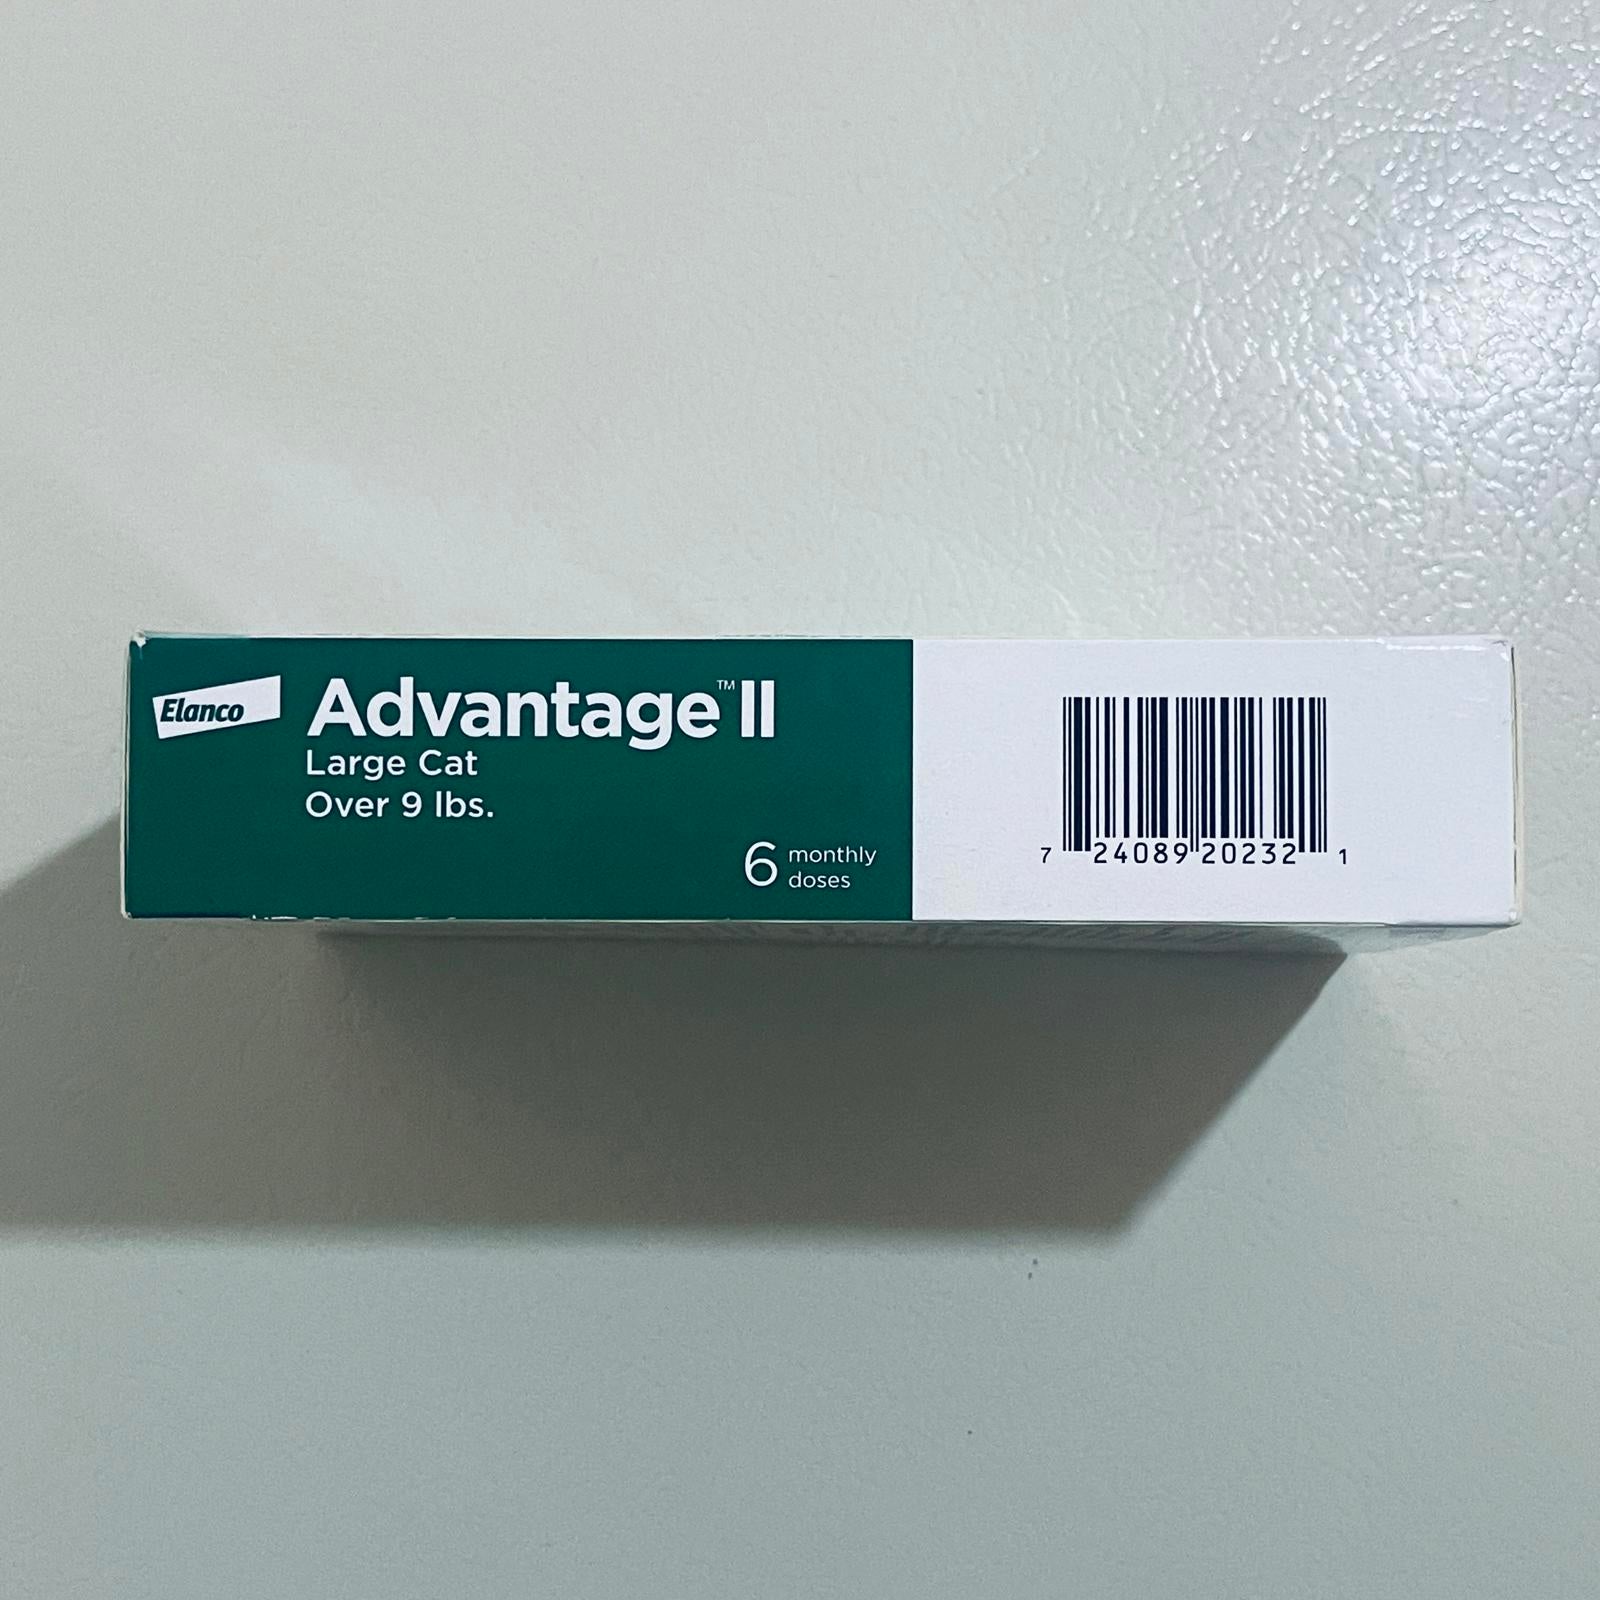 Elanco
Advantage™ II
Large Cat
Over 9 lbs.
6 monthly doses
7 24089 20232 1